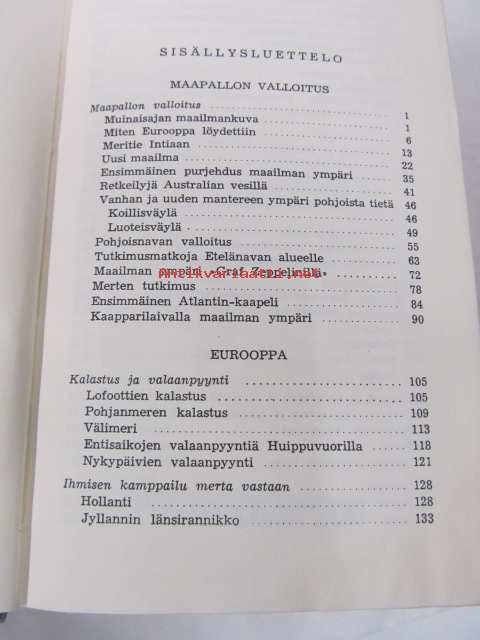 SISÄLLYSLUETTELO
MAAPALLON VALLOITUS
Maapallon valloitus 1
Muinaisajan maailmankuva 1
Miten Eurooppa löydettiin 6
Meritie Intiaan 13
Uusi maailma 22
Ensimmäinen purjehdus maailman ympäri 35
Retkeilyjä Australian vesillä 41
Vanhan ja uuden mantereen ympäri pohjoista tietä 46
Koillisväylä 46
Luoteisväylä 49
Pohjoisnavan valloitus 55
Tutkimusmatkoja Etelänavan alueelle 63
Maailman ympäri »Graf Zeppelinillä» 72
antikvariaatti.net
Merten tutkimus 78
Ensimmäinen Atlantin-kaapeli 84
Kaapparilaivalla maailman ympäri 90
EUROOPPA
Kalastus ja valaanpyynti 105
Lofoottien kalastus 105
Pohjanmeren kalastus 109
Välimeri 113
Entisaikojen valaanpyyntiä Huippuvuorilla 118
Nykypäivien valaanpyynti 121
Ihmisen kamppailu merta vastaan 128
Hollanti 128
Jyllannin länsirannikko 133